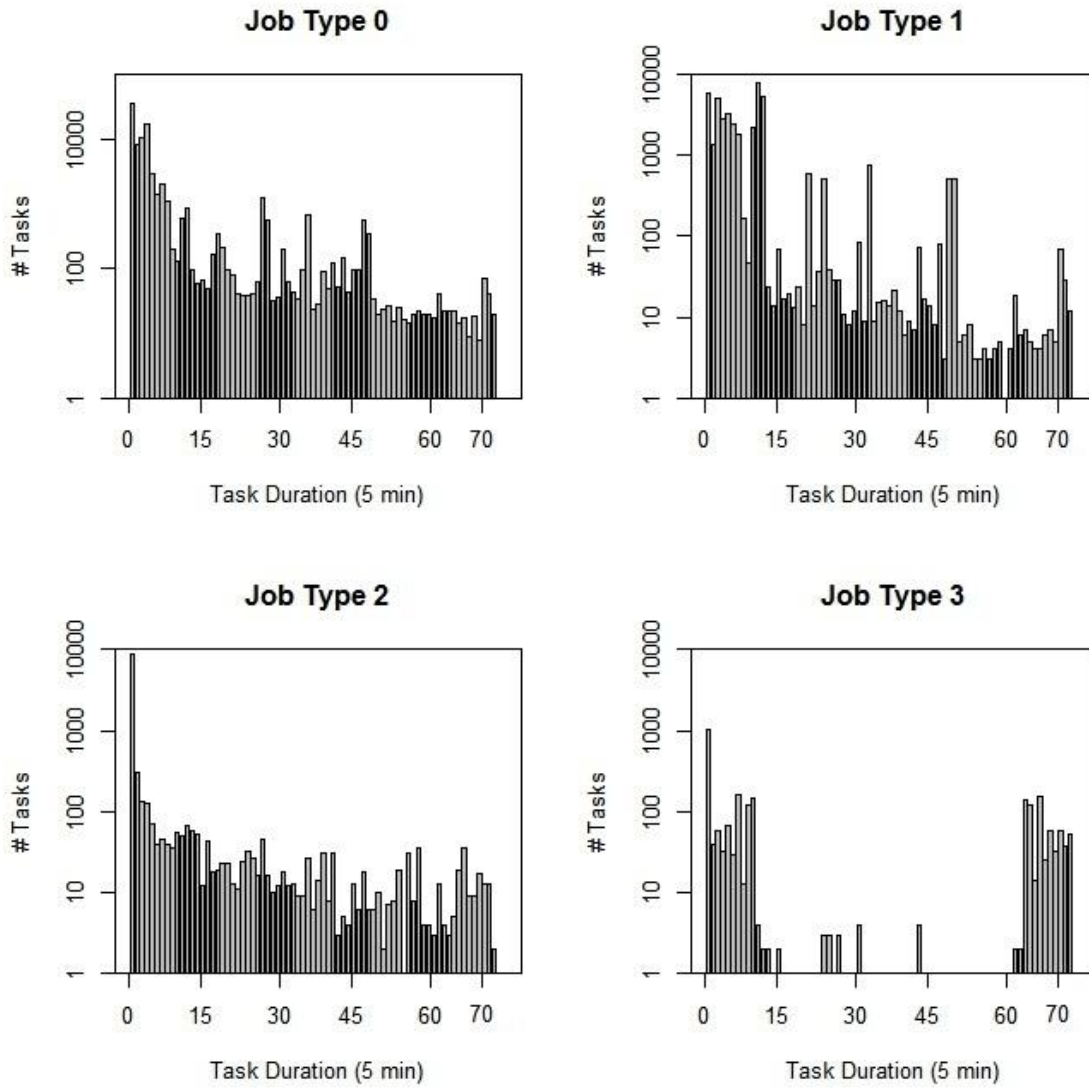 Job Type 0
# Tasks
1 100 10000
0 15 30 45 60 70
Task Duration (5 min)
Job Type 1
# Tasks
1 10 100 1000 10000
0 15 30 45 60 70
Task Duration (5 min)
Job Type 2
# Tasks
1 10 100 1000 10000
0 15 30 45 60 70
Task Duration (5 min)
Job Type 3
# Tasks
1 10 100 1000 10000
0 15 30 45 60 70
Task Duration (5 min)